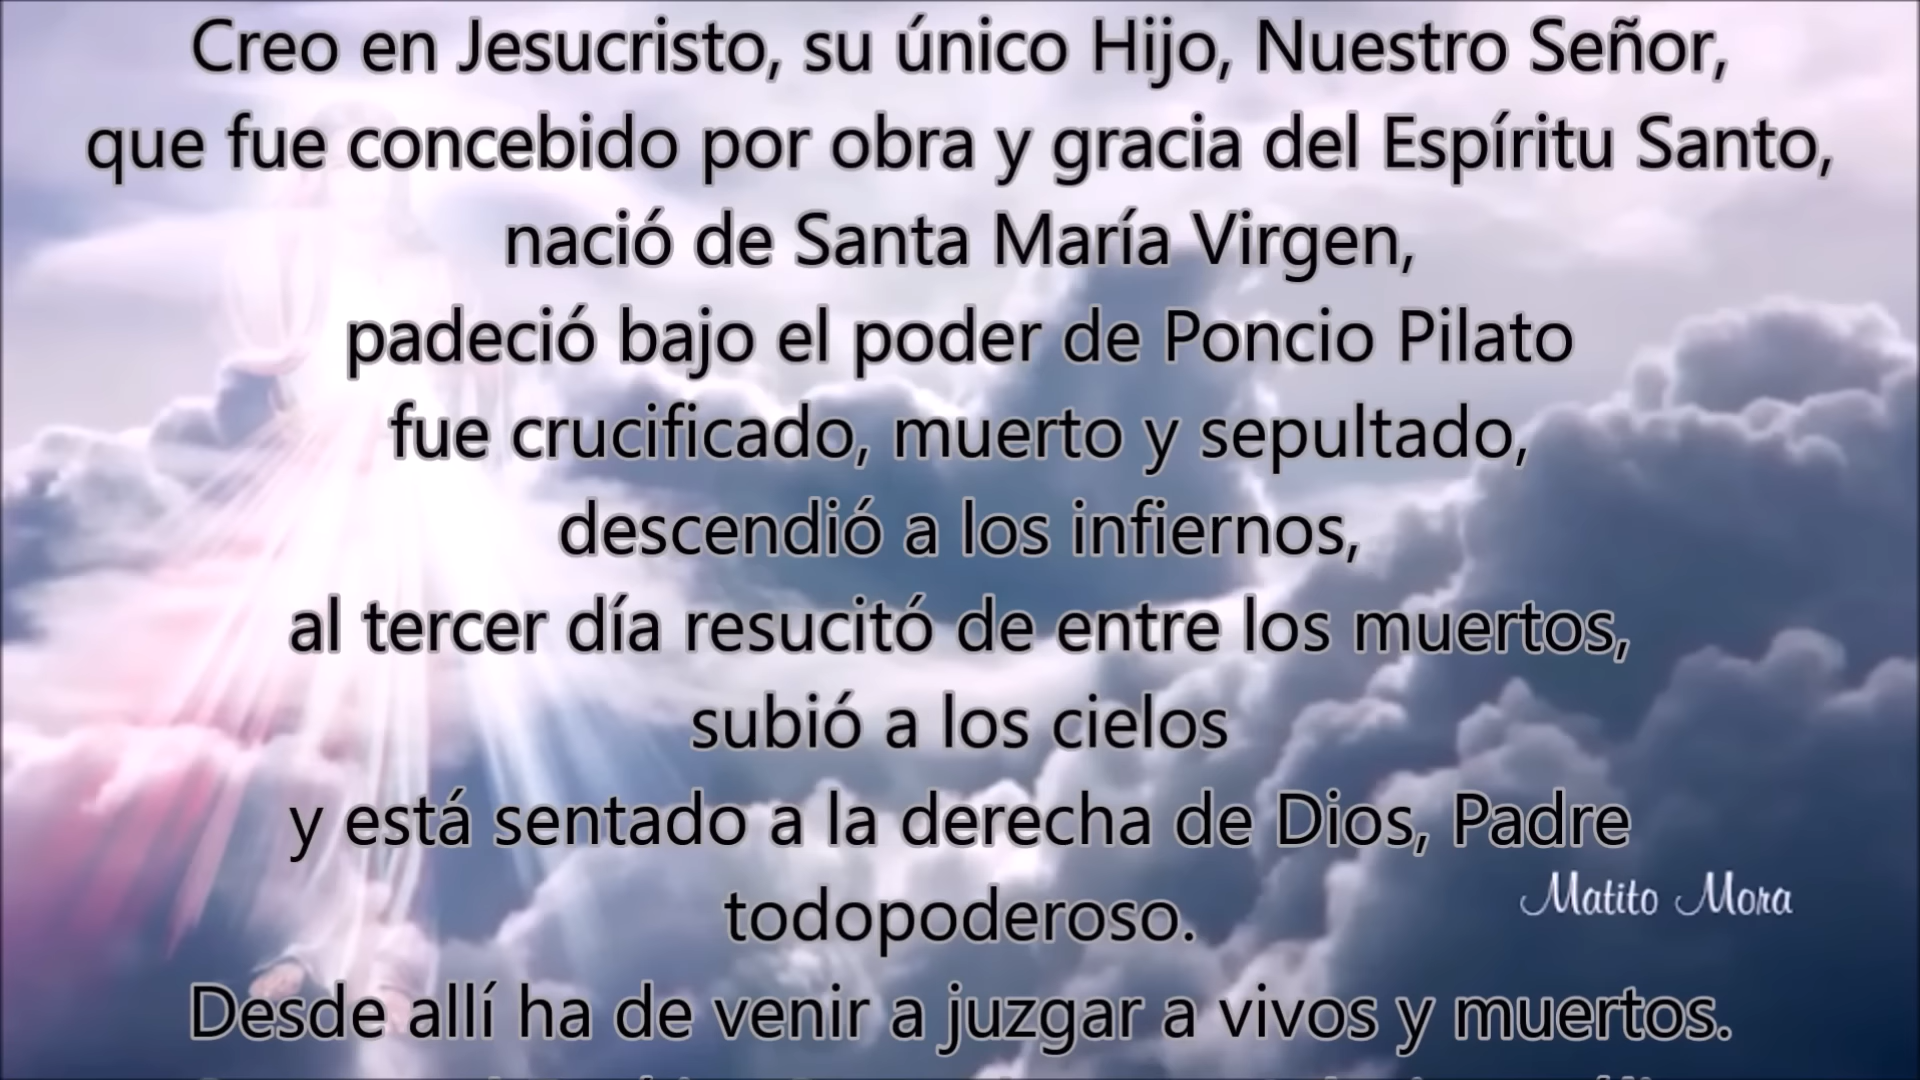 Creo en Jesucristo, su único Hijo, Nuestro Señor,
que fue concebido por obra y gracia del Espíritu Santo,
nació de Santa María Virgen,
padeció bajo el poder de Poncio Pilato
fue crucificado, muerto y sepultado,
descendió a los infiernos,
al tercer día resucitó de entre los muertos,
subió a los cielos
y está sentado a la derecha de Dios, Padre
todopoderoso.
Matito Mora
Desde allí ha de venir a juzgar a vivos y muertos.